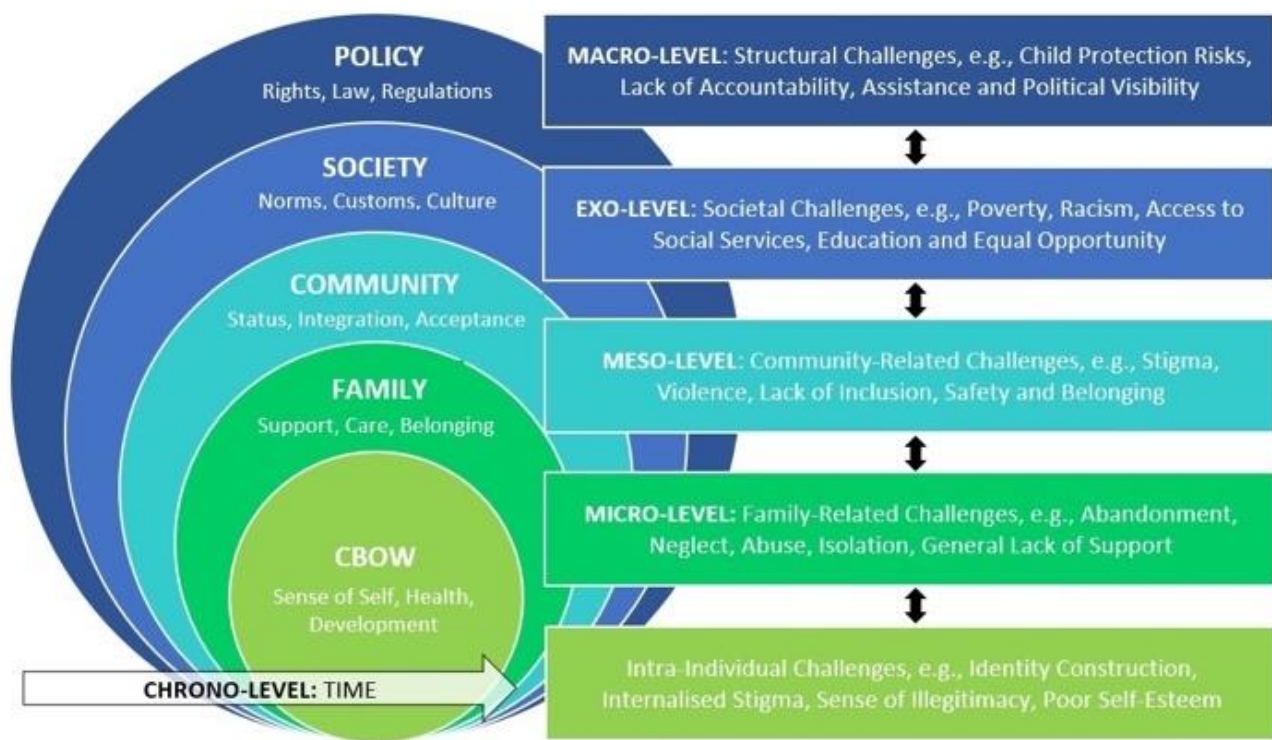 POLICY
Rights, Law, Regulations
SOCIETY
Norms, Customs, Culture
COMMUNITY
Status, Integration, Acceptance
FAMILY
Support, Care, Belonging
CBOW
Sense of Self, Health,
Development
CHRONO-LEVEL: TIME
MACRO-LEVEL: Structural Challenges, e.g., Child Protection Risks,
Lack of Accountability, Assistance and Political Visibility
EXO-LEVEL: Societal Challenges, e.g., Poverty, Racism, Access to
Social Services, Education and Equal Opportunity
MESO-LEVEL: Community-Related Challenges, e.g., Stigma,
Violence, Lack of Inclusion, Safety and Belonging
MICRO-LEVEL: Family-Related Challenges, e.g., Abandonment,
Neglect, Abuse, Isolation, General Lack of Support
Intra-Individual Challenges, e.g., Identity Construction,
Internalised Stigma, Sense of Illegitimacy, Poor Self-Esteem